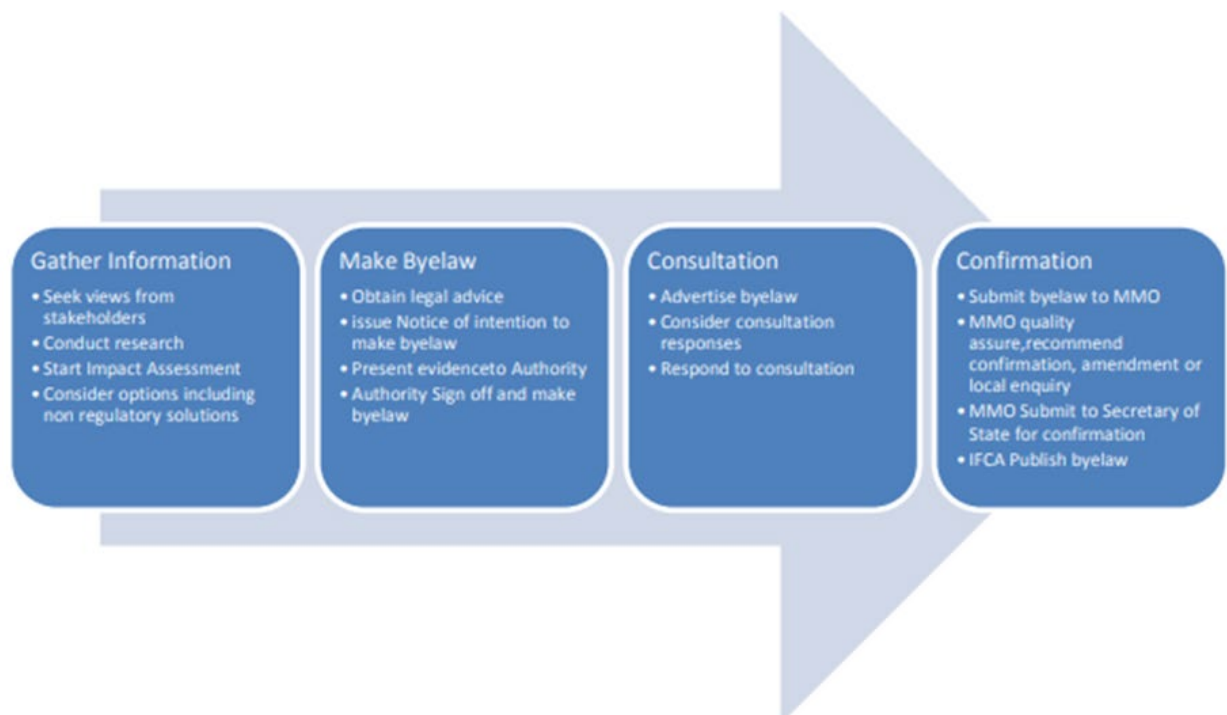 Gather Information
• Seek views from
stakeholders
• Conduct research
• Start Impact Assessment
• Consider options including
non regulatory solutions
Make Byelaw
• Obtain legal advice
• issue Notice of intention to
make byelaw
• Present evidenceto Authority
• Authority Sign off and make
byelaw
Consultation
• Advertise byelaw
• Consider consultation
responses
• Respond to consultation
Confirmation
• Submit byelaw to MMO
• MMO quality
assure,recommend
confirmation, amendment or
local enquiry
• MMO Submit to Secretary of
State for confirmation
• IFCA Publish byelaw